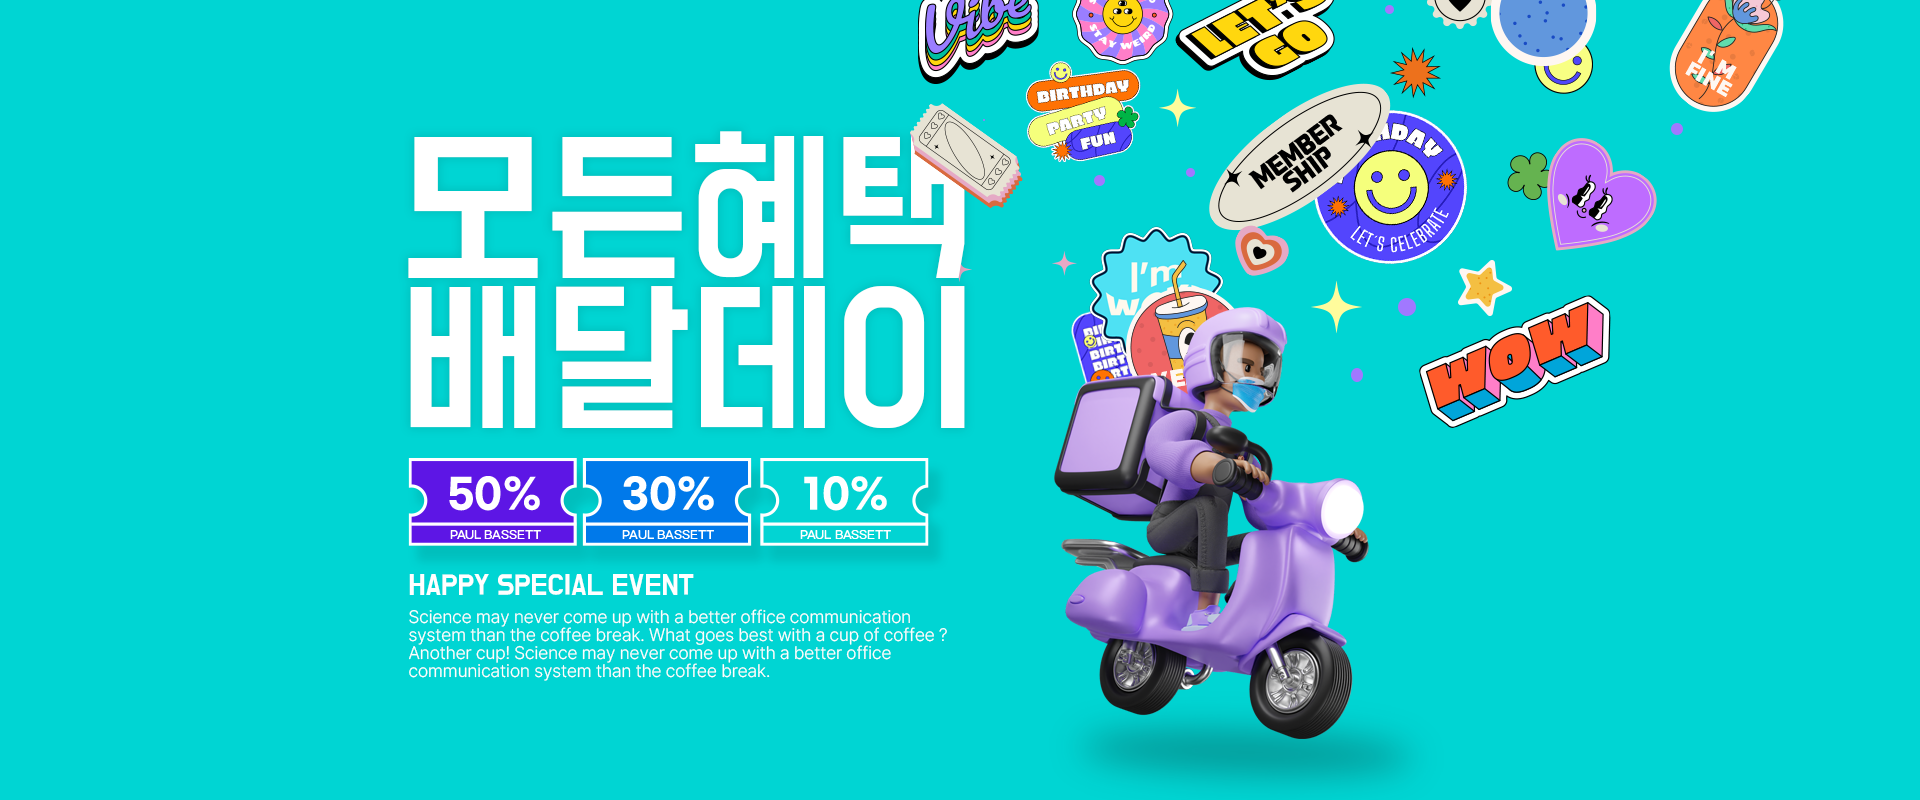 Vibe
STAY WEIRD
LET'S
GO
I'M
FINE
BIRTHDAY
PARTY
FUN
MEMBER
SHIP
LET'S CELEBRATE
모든혜택
배달데이
I'm
WOW
50%
30%
10%
PAUL BASSETT
PAUL BASSETT
PAUL BASSETT
HAPPY SPECIAL EVENT
Science may never come up with a better office communication
system than the coffee break. What goes best with a cup of coffee ?
Another cup! Science may never come up with a better office
communication system than the coffee break.